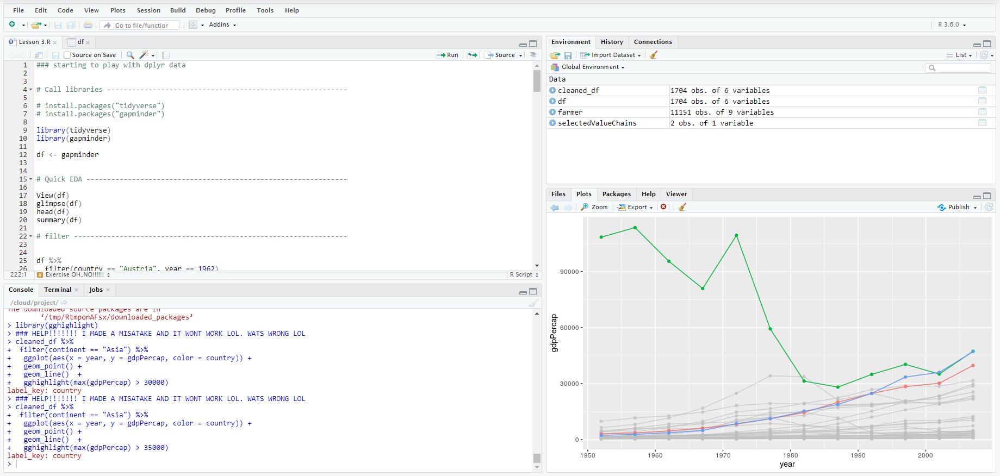 File Edit Code View Plots Session Build Debug Profile Tools Help
Go to file/function Addins R 3.6.0
Lesson 3.R df
Source on Save Run Source
1 ### starting to play with dplyr data
2
3
4 # Call libraries ----------------------------------------------------------
5
6 # install.packages("tidyverse")
7 # install.packages("gapminder")
8
9 library(tidyverse)
10 library(gapminder)
11
12 df <- gapminder
13
14
15 # Quick EDA ---------------------------------------------------------------
16
17 View(df)
18 glimpse(df)
19 head(df)
20 summary(df)
21
22 # filter ------------------------------------------------------------------
23
24
25 df %>%
26 filter(country == "Austria", year == 1962)
222:1 # Exercise OH_NO!!!!!! R Script
Console Terminal Jobs
/cloud/project/
The downloaded source packages are in
‘/tmp/RtmponAFsx/downloaded_packages’
> library(gghighlight)
> ### HELP!!!!!!! I MADE A MISATAKE AND IT WONT WORK LOL. WATS WRONG LOL
> cleaned_df %>%
+ filter(continent == "Asia") %>%
+ ggplot(aes(x = year, y = gdpPercap, color = country)) +
+ geom_point() +
+ geom_line() +
+ gghighlight(max(gdpPercap) > 30000)
label_key: country
> ### HELP!!!!!!! I MADE A MISATAKE AND IT WONT WORK LOL. WATS WRONG LOL
> cleaned_df %>%
+ filter(continent == "Asia") %>%
+ ggplot(aes(x = year, y = gdpPercap, color = country)) +
+ geom_point() +
+ geom_line() +
+ gghighlight(max(gdpPercap) > 35000)
label_key: country
>
Environment History Connections
Import Dataset List
Global Environment
Data
cleaned_df 1704 obs. of 6 variables
df 1704 obs. of 6 variables
farmer 11151 obs. of 9 variables
selectedValueChains 2 obs. of 1 variable
Files Plots Packages Help Viewer
Zoom Export Publish
gdpPercap
90000
60000
30000
0
1950 1960 1970 1980 1990 2000
year